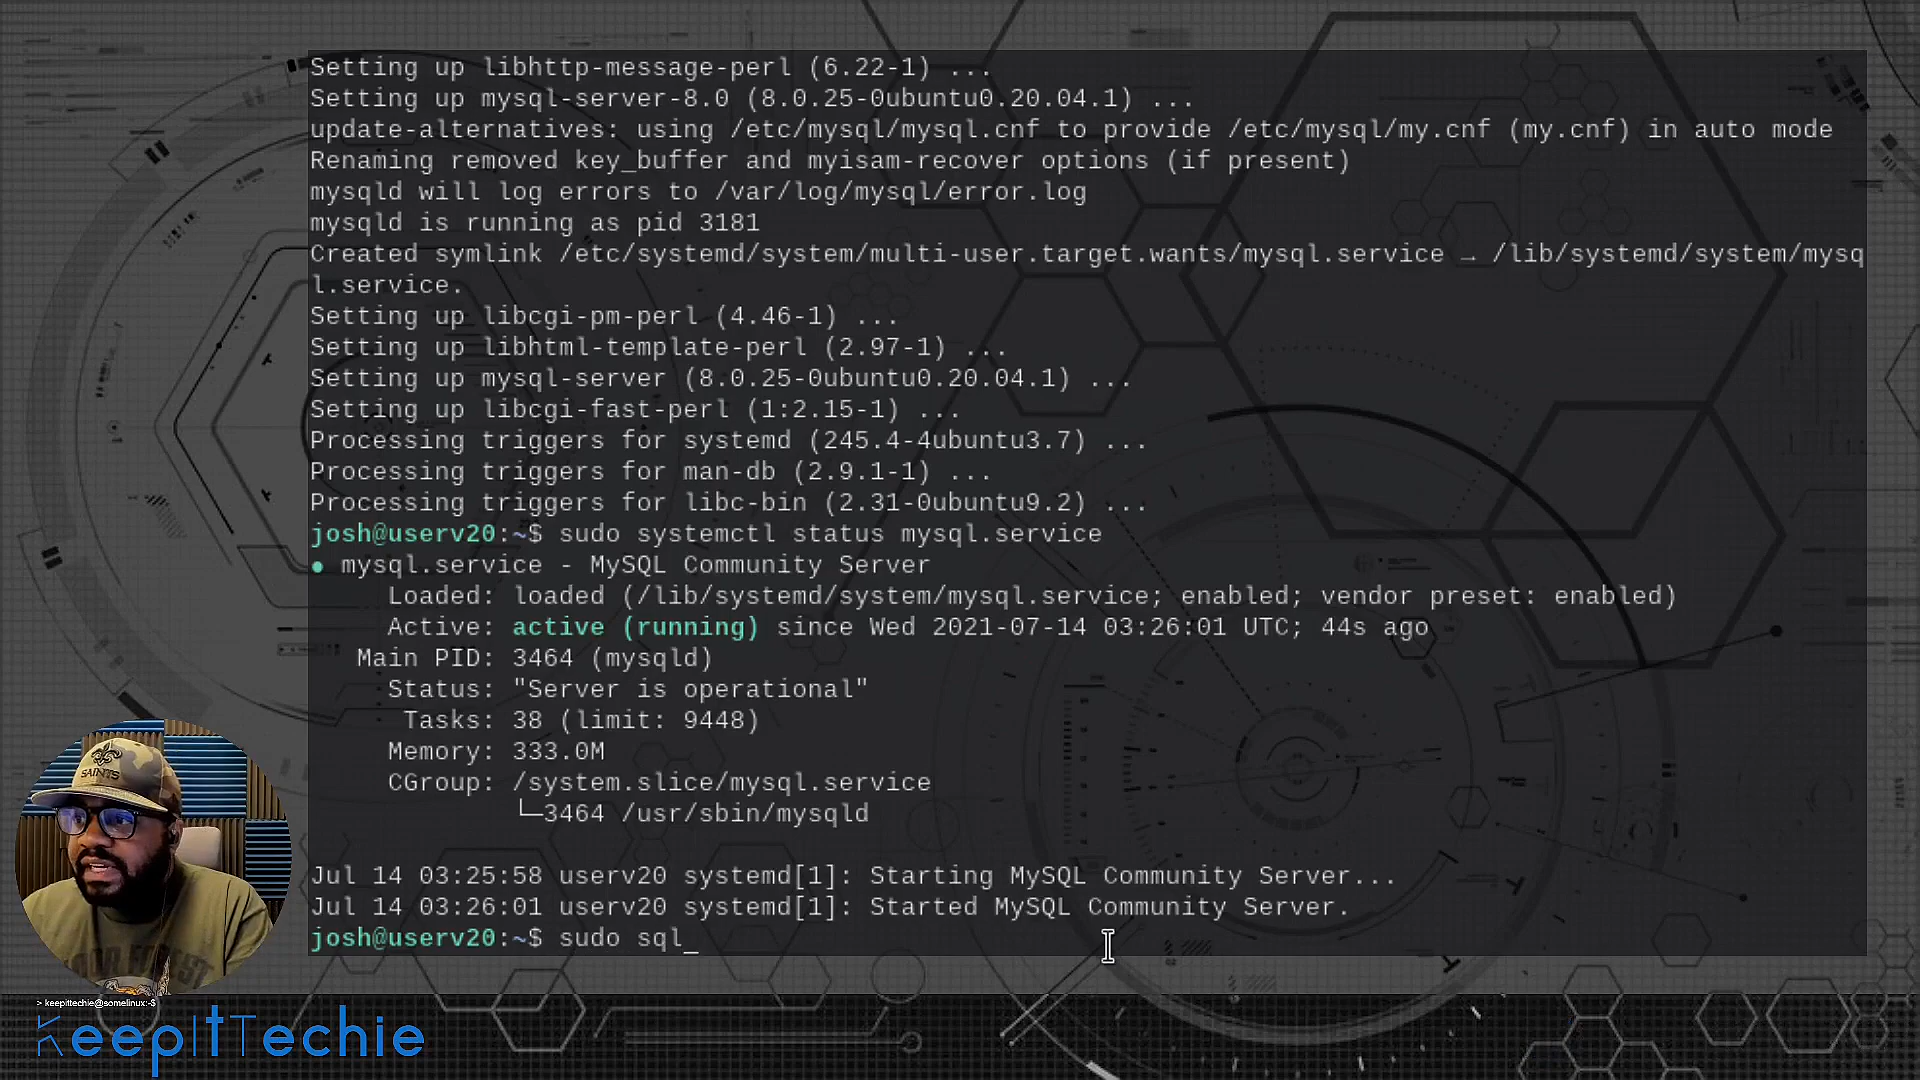 Setting up libhttp-message-perl (6.22-1) ...
Setting up mysql-server-8.0 (8.0.25-0ubuntu0.20.04.1) ...
update-alternatives: using /etc/mysql/mysql.cnf to provide /etc/mysql/my.cnf (my.cnf) in auto mode
Renaming removed key_buffer and myisam-recover options (if present)
mysqld will log errors to /var/log/mysql/error.log
mysqld is running as pid 3181
Created symlink /etc/systemd/system/multi-user.target.wants/mysql.service → /lib/systemd/system/mysq
l.service.
Setting up libcgi-pm-perl (4.46-1) ...
Setting up libhtml-template-perl (2.97-1) ...
Setting up mysql-server (8.0.25-0ubuntu0.20.04.1) ...
Setting up libcgi-fast-perl (1:2.15-1) ...
Processing triggers for systemd (245.4-4ubuntu3.7) ...
Processing triggers for man-db (2.9.1-1) ...
Processing triggers for libc-bin (2.31-0ubuntu9.2) ...
josh@userv20:~$ sudo systemctl status mysql.service
● mysql.service - MySQL Community Server
Loaded: loaded (/lib/systemd/system/mysql.service; enabled; vendor preset: enabled)
Active: active (running) since Wed 2021-07-14 03:26:01 UTC; 44s ago
Main PID: 3464 (mysqld)
Status: "Server is operational"
Tasks: 38 (limit: 9448)
Memory: 333.0M
CGroup: /system.slice/mysql.service
└─3464 /usr/sbin/mysqld
Jul 14 03:25:58 userv20 systemd[1]: Starting MySQL Community Server...
Jul 14 03:26:01 userv20 systemd[1]: Started MySQL Community Server.
josh@userv20:~$ sudo sql_
SAINTS
> keepittechie@somelinux:-$
KeepItTechie